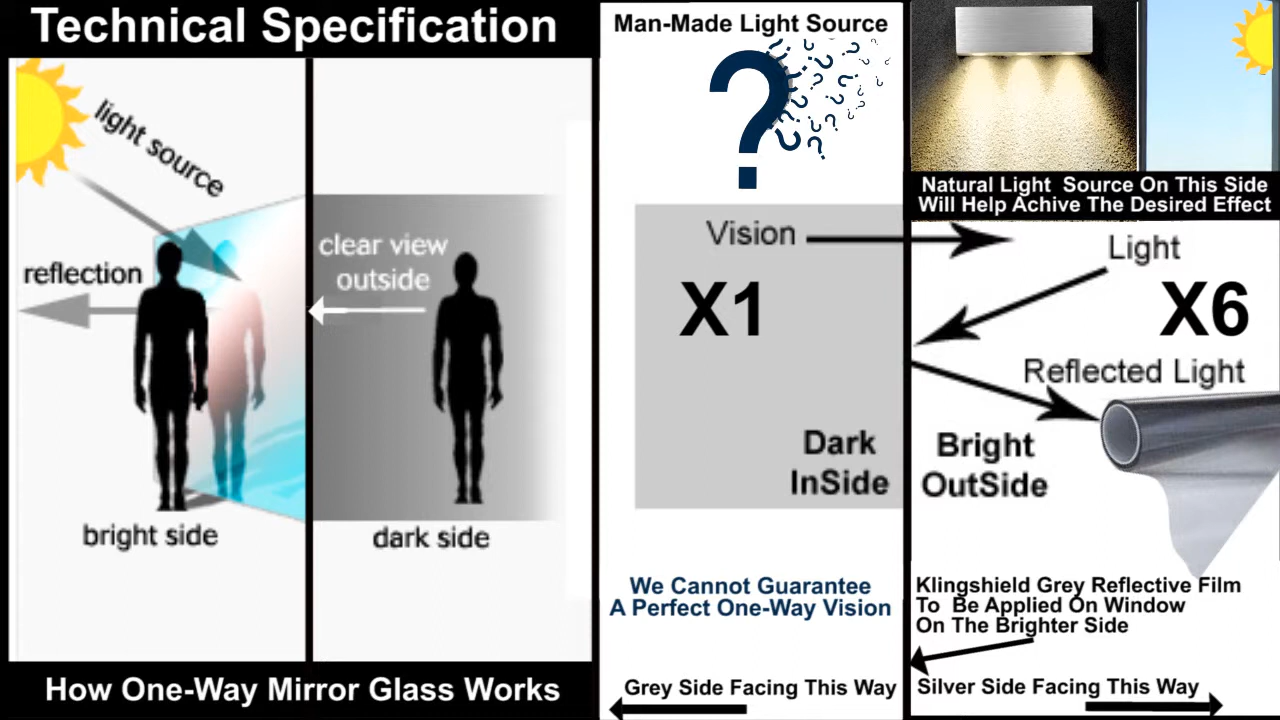 Technical Specification
light source
reflection
clear view
outside
bright side
dark side
How One-Way Mirror Glass Works
Man-Made Light Source
?
Vision
X1
Dark
InSide
We Cannot Guarantee
A Perfect One-Way Vision
Grey Side Facing This Way
Natural Light Source On This Side
Will Help Achive The Desired Effect
Light
X6
Reflected Light
Bright
OutSide
Klingshield Grey Reflective Film
To Be Applied On Window
On The Brighter Side
Silver Side Facing This Way